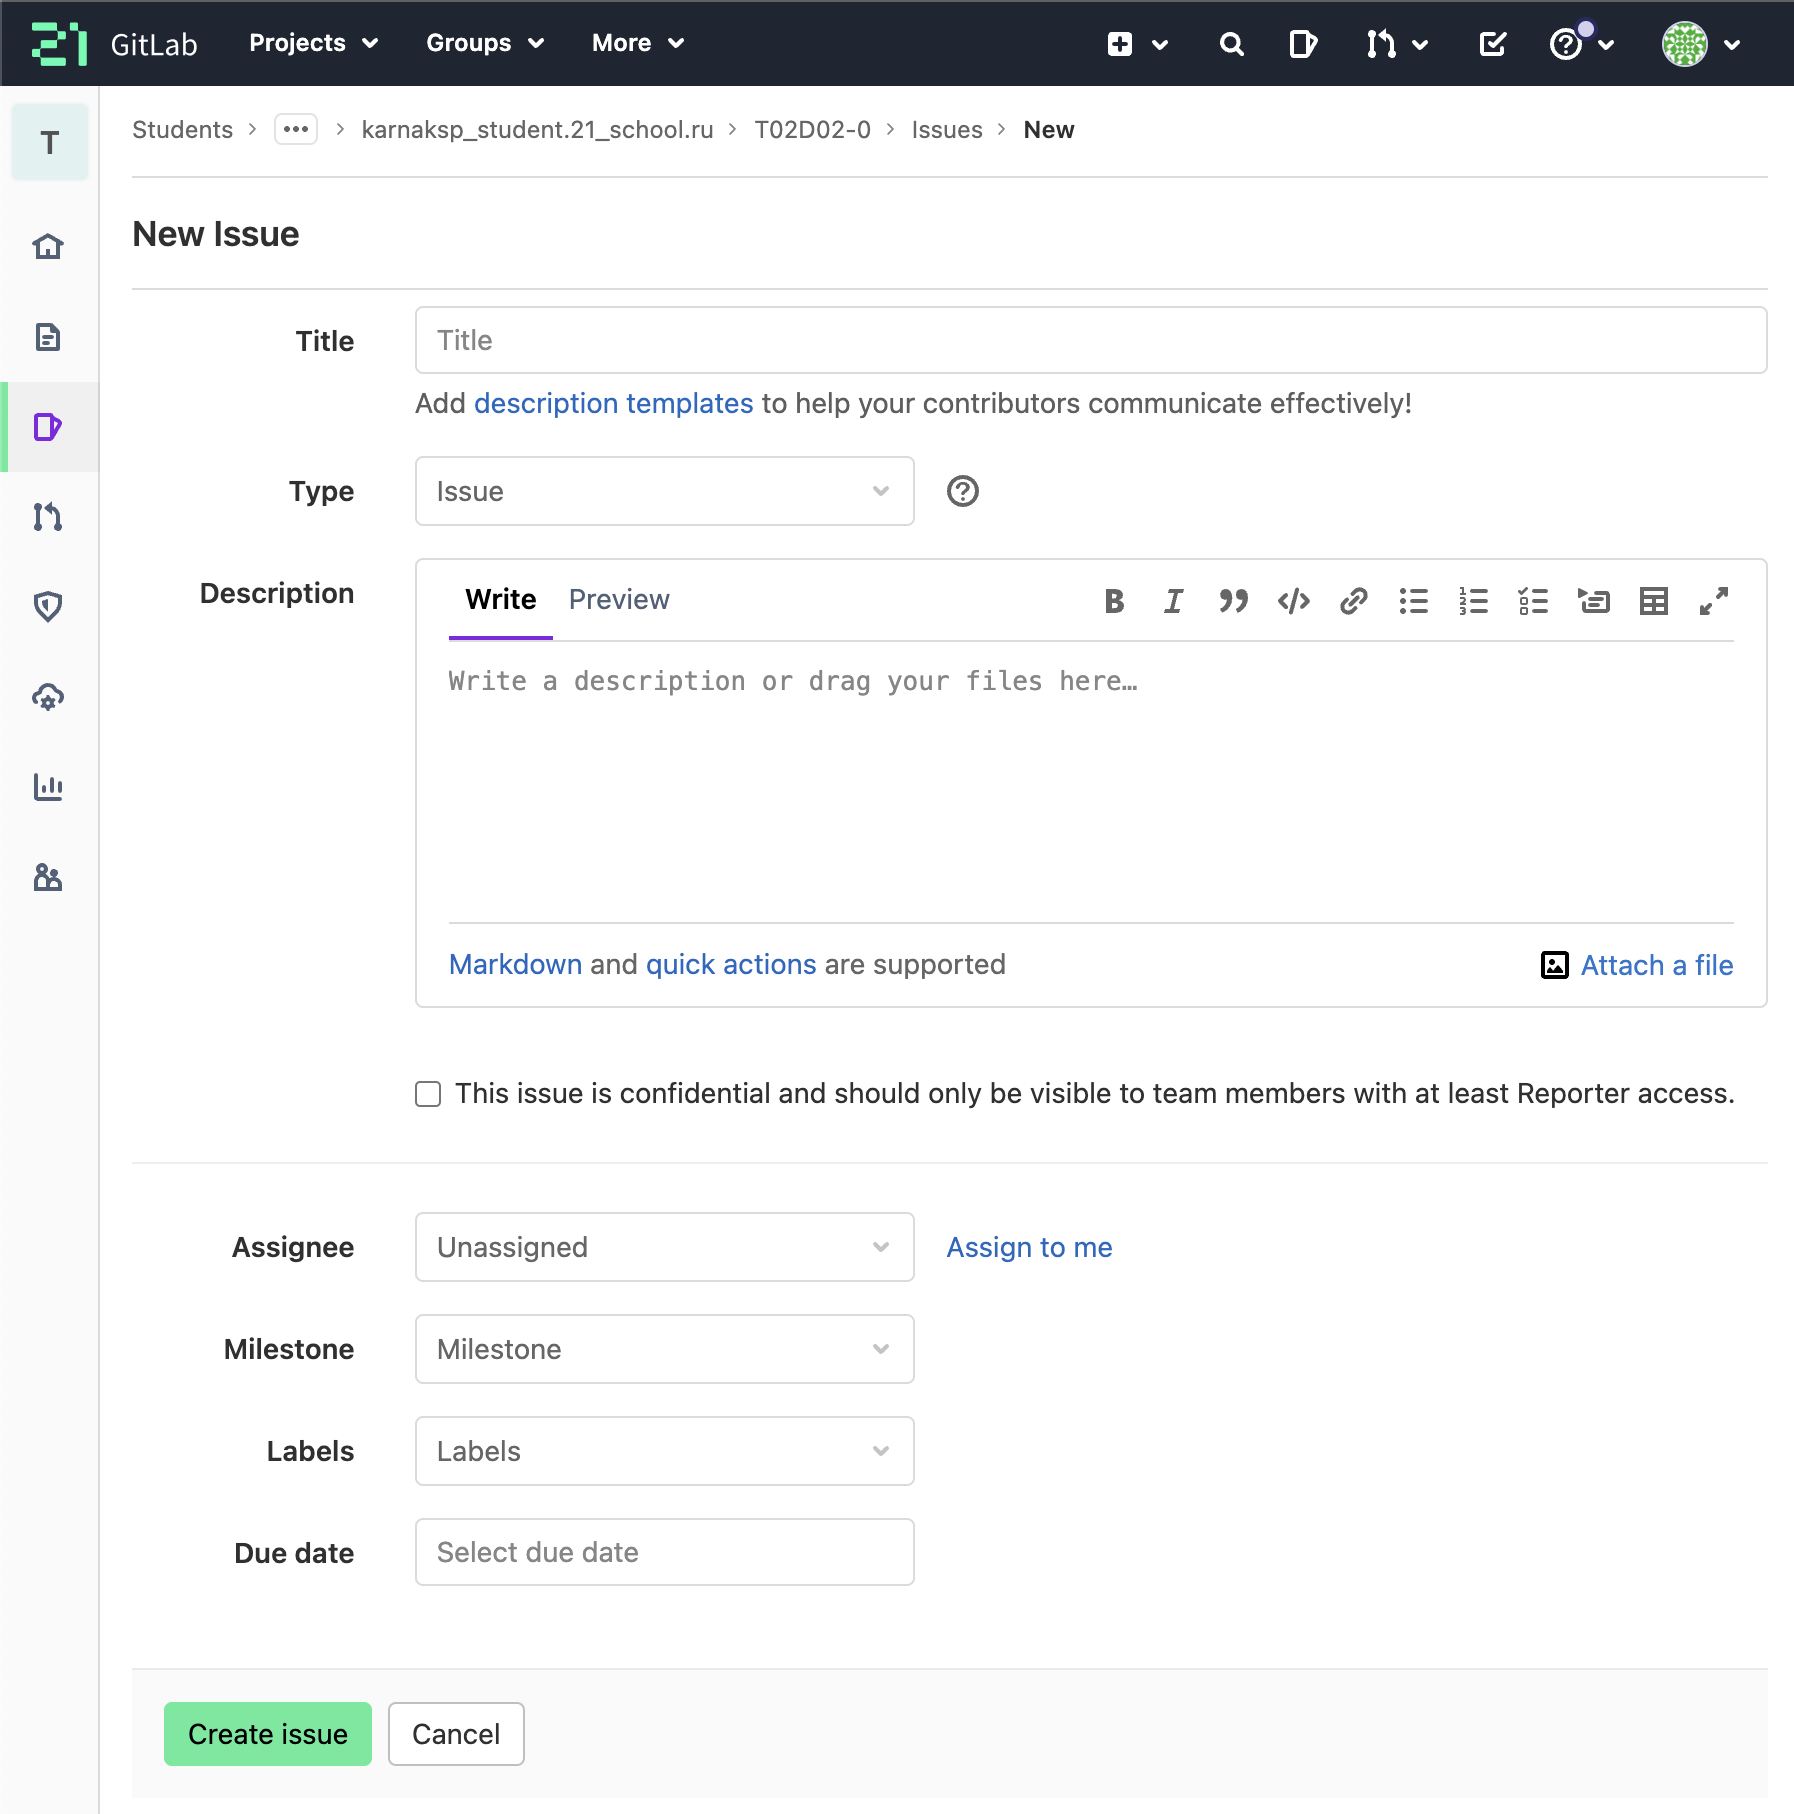 21 GitLab Projects Groups More
T
Students > ••• > karnaksp_student.21_school.ru > T02D02-0 > Issues > New
New Issue
Title
Title
Add description templates to help your contributors communicate effectively!
Type
Issue
Description
Write Preview
Write a description or drag your files here…
Markdown and quick actions are supported
Attach a file
This issue is confidential and should only be visible to team members with at least Reporter access.
Assignee
Unassigned
Assign to me
Milestone
Milestone
Labels
Labels
Due date
Select due date
Create issue
Cancel